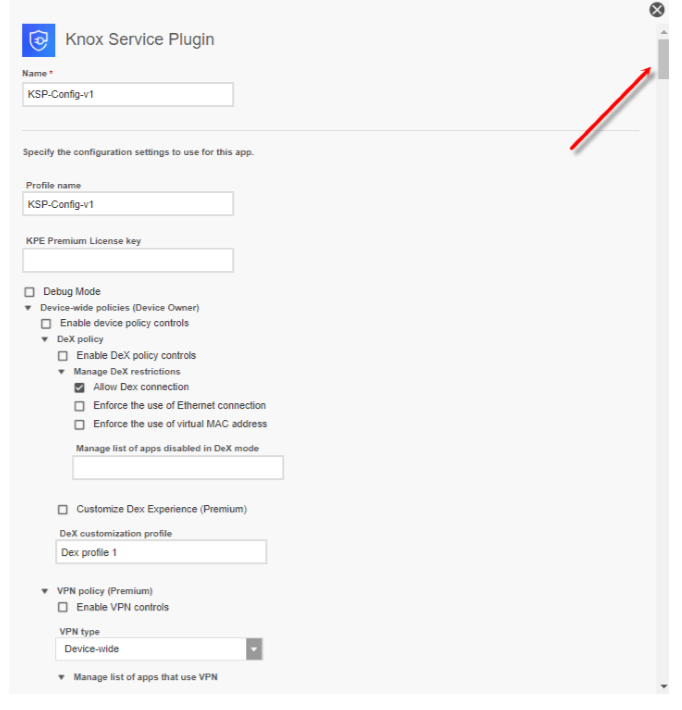 Knox Service Plugin
Name *
KSP-Config-v1
Specify the configuration settings to use for this app.
Profile name
KSP-Config-v1
KPE Premium License key
Debug Mode
Device-wide policies (Device Owner)
Enable device policy controls
DeX policy
Enable DeX policy controls
Manage DeX restrictions
Allow Dex connection
Enforce the use of Ethernet connection
Enforce the use of virtual MAC address
Manage list of apps disabled in DeX mode
Customize Dex Experience (Premium)
DeX customization profile
Dex profile 1
VPN policy (Premium)
Enable VPN controls
VPN type
Device-wide
Manage list of apps that use VPN